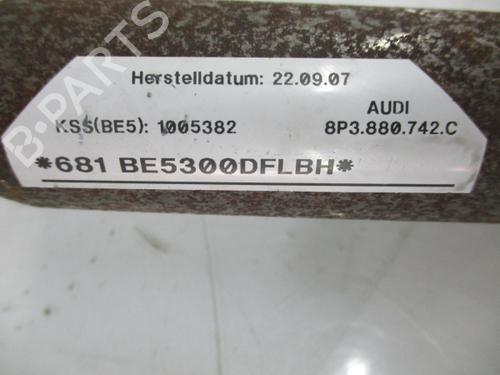 Herstelldatum: 22.09.07
AUDI
KSS(BE5): 1005382 8P3.880.742.C
*681 BE5300DFLBH*
B-PARTS